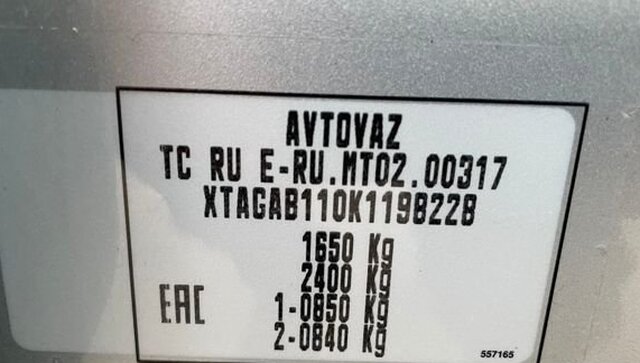 AVTOVAZ
TC RU E-RU.MT02.00317
XTAGAB110K1198228
1650 Kg
2400 Kg
1-0850 Kg
EAC
2-0840 Kg
557165